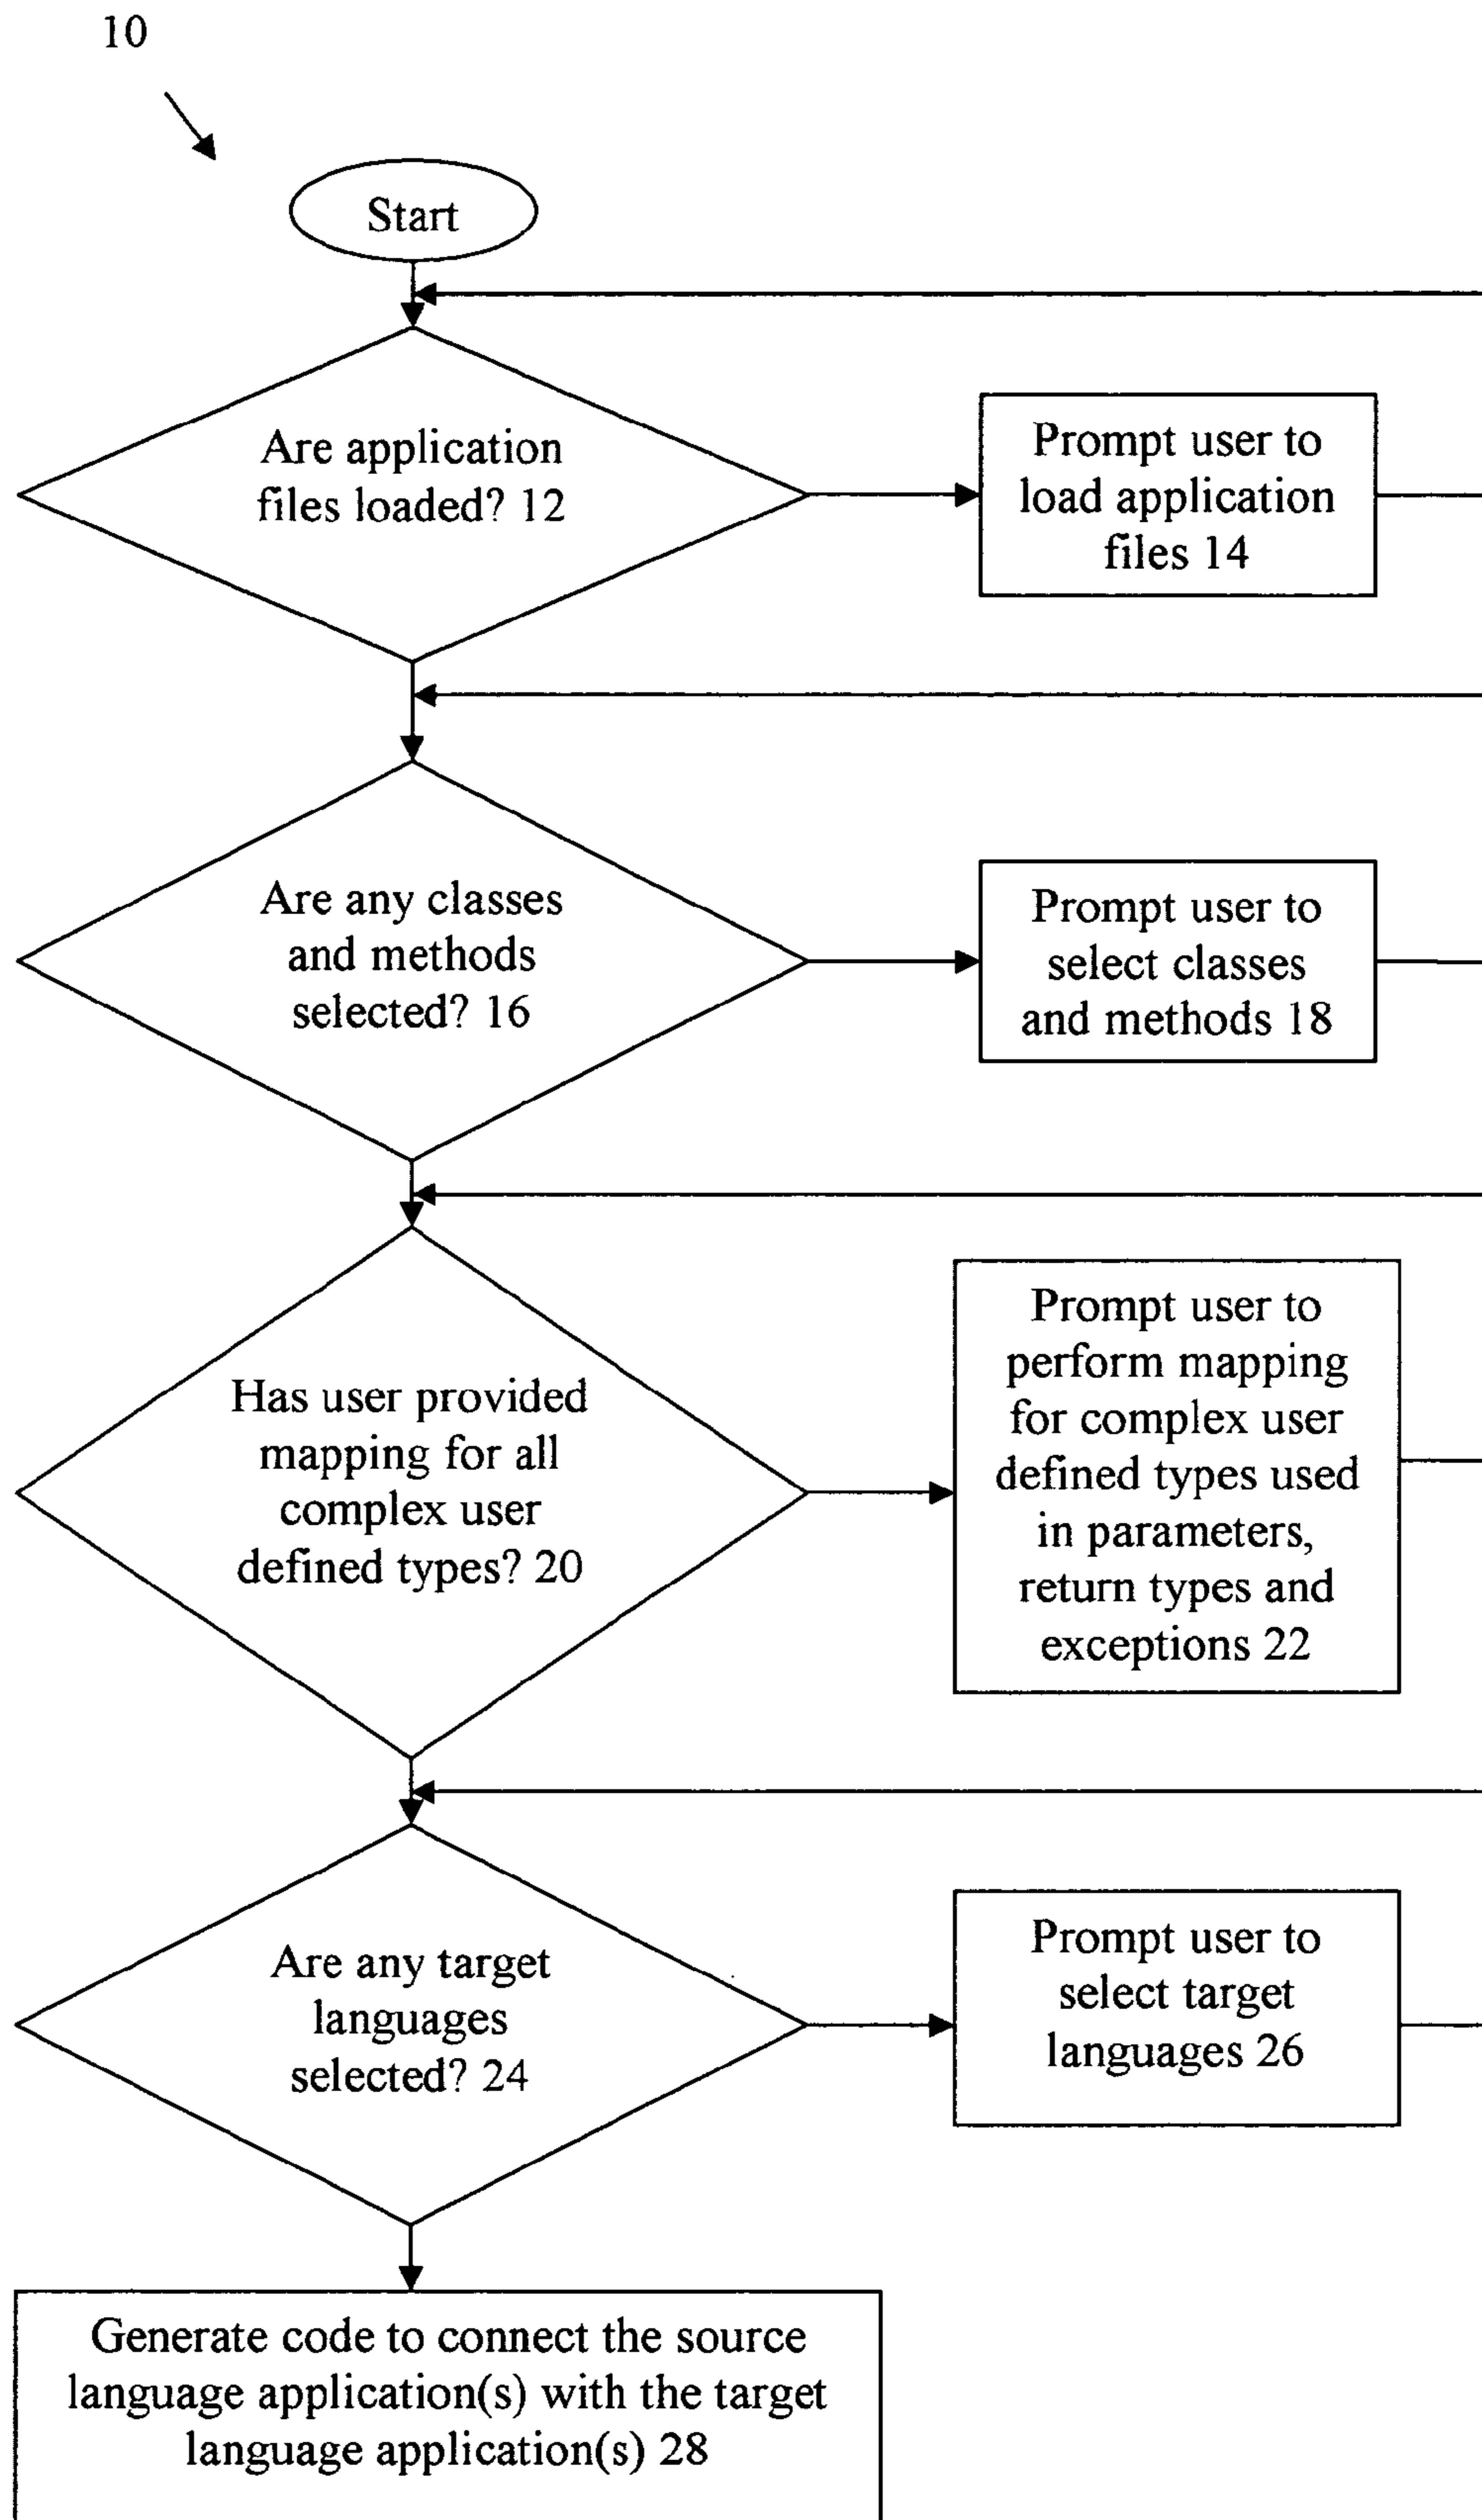 10
Start
Are application
files loaded? 12
Prompt user to
load application
files 14
Are any classes
and methods
selected? 16
Prompt user to
select classes
and methods 18
Has user provided
mapping for all
complex user
defined types? 20
Prompt user to
perform mapping
for complex user
defined types used
in parameters,
return types and
exceptions 22
Are any target
languages
selected? 24
Prompt user to
select target
languages 26
Generate code to connect the source
language application(s) with the target
language application(s) 28